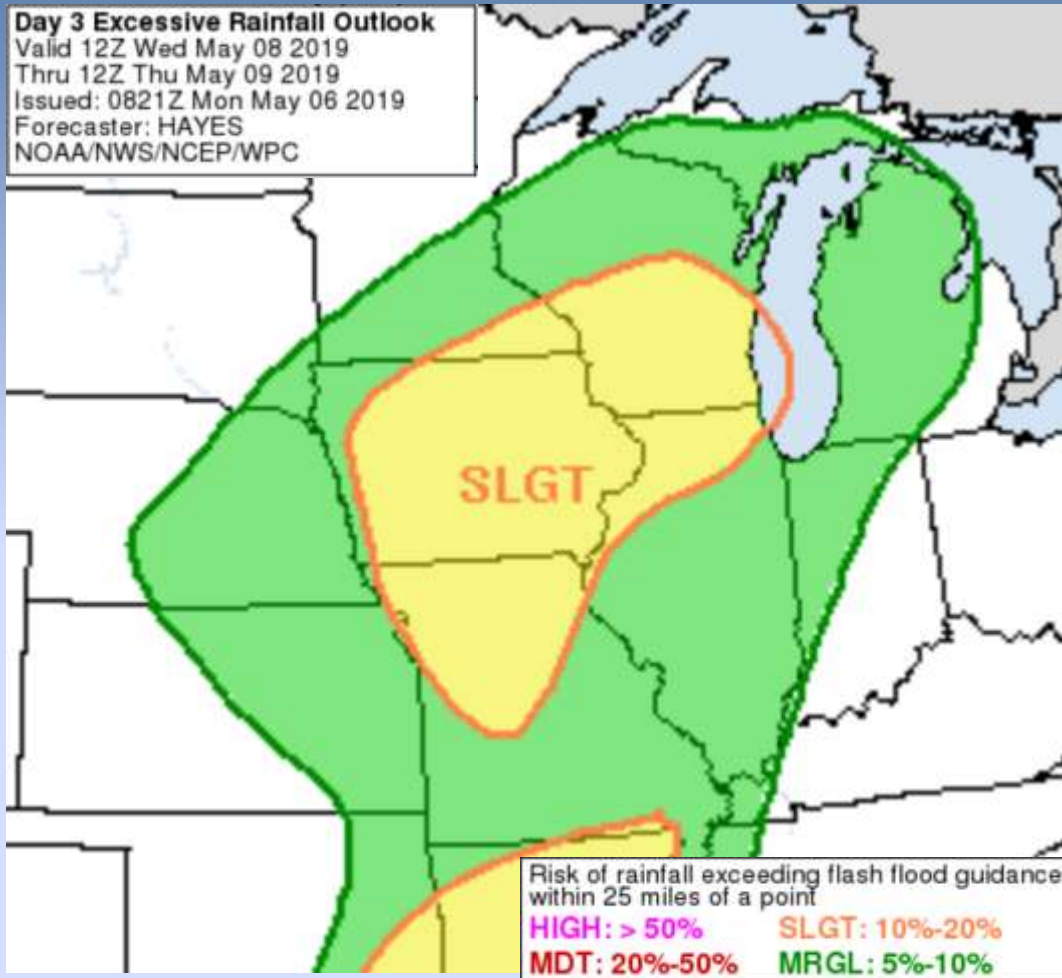 Day 3 Excessive Rainfall Outlook
Valid 12Z Wed May 08 2019
Thru 12Z Thu May 09 2019
Issued: 0821Z Mon May 06 2019
Forecaster: HAYES
NOAA/NWS/NCEP/WPC
SLGT
Risk of rainfall exceeding flash flood guidance
within 25 miles of a point
HIGH: > 50% SLGT: 10%-20%
MDT: 20%-50% MRGL: 5%-10%